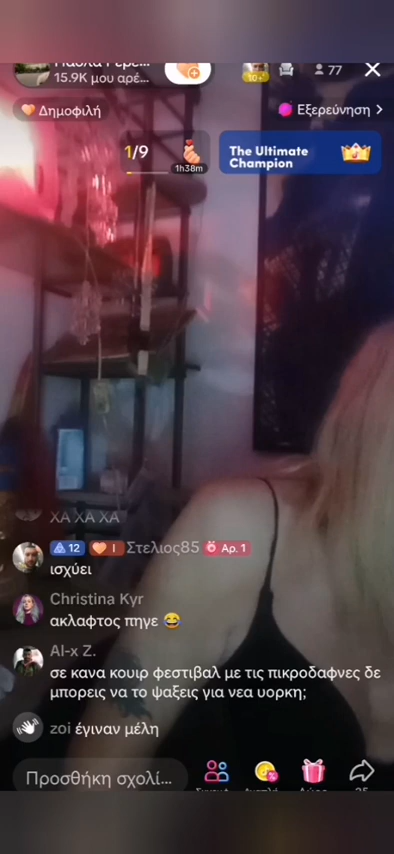 15.9K μου αρέ...
10+
77
Δημοφιλή
Εξερεύνηση >
1/9
1h38m
The Ultimate
Champion
ΧΑ ΧΑ ΧΑ
12 I Στελιος85 Αρ. 1
ισχύει
Christina Kyr
ακλαφτος πηγε 😂
Al-x Z.
σε κανα κουιρ φεστιβαλ με τις πικροδαφνες δε
μπορεις να το ψαξεις για νεα υορκη;
zoi έγιναν μέλη
Προσθήκη σχολί...